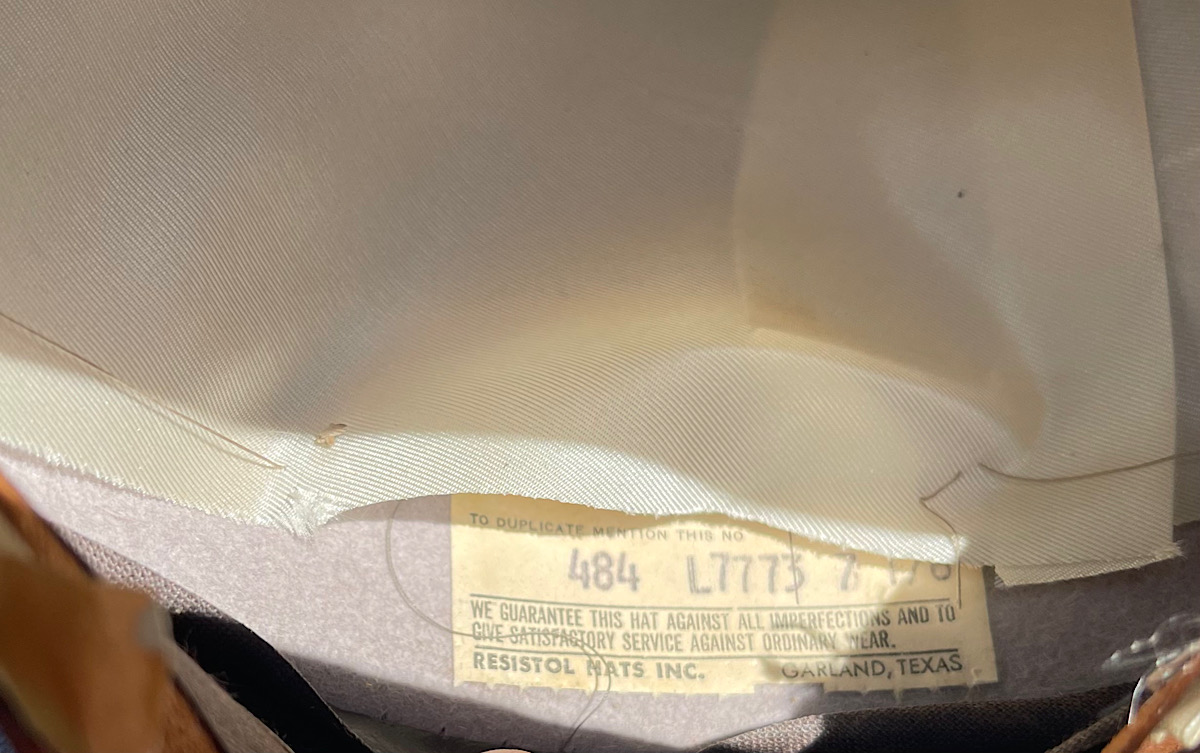 TO DUPLICATE MENTION THIS NO
484 L7773 7
WE GUARANTEE THIS HAT AGAINST ALL IMPERFECTIONS AND TO
GIVE SATISFACTORY SERVICE AGAINST ORDINARY WEAR.
RESISTOL HATS INC. GARLAND, TEXAS